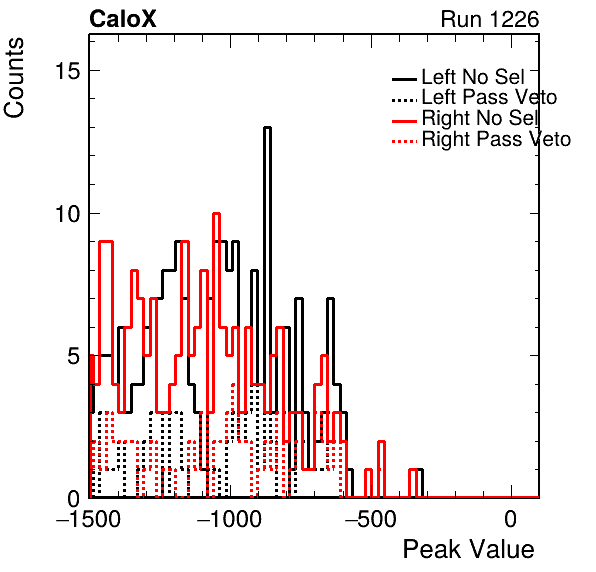 CaloX Run 1226
Counts
15
10
5
0
Left No Sel
Left Pass Veto
Right No Sel
Right Pass Veto
−1500 −1000 −500 0
Peak Value